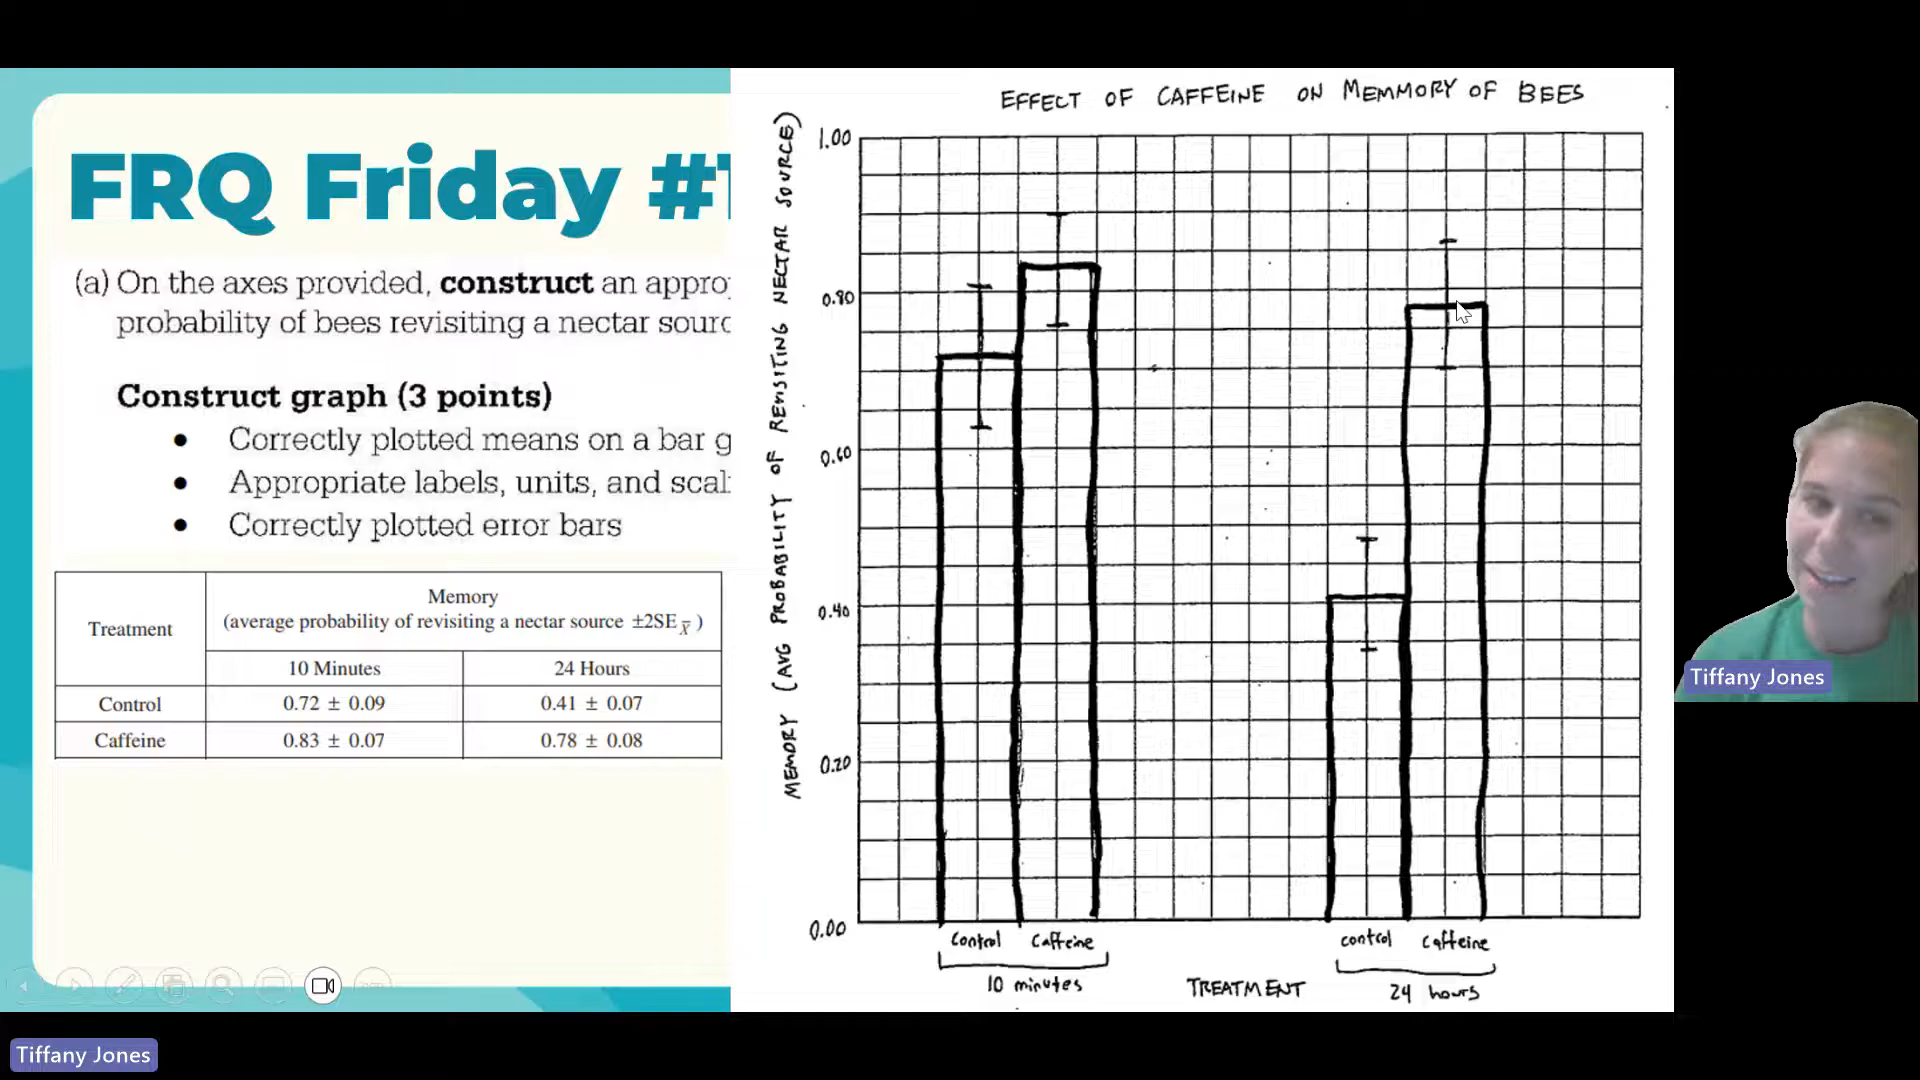 FRQ Friday #1
(a) On the axes provided, construct an appro
probability of bees revisiting a nectar sourc
Construct graph (3 points)
• Correctly plotted means on a bar g
• Appropriate labels, units, and scal
• Correctly plotted error bars
Treatment
Memory
(average probability of revisiting a nectar source ±2SE x̄ )
10 Minutes 24 Hours
Control 0.72 ± 0.09 0.41 ± 0.07
Caffeine 0.83 ± 0.07 0.78 ± 0.08
EFFECT OF CAFFEINE ON MEMMORY OF BEES
MEMORY (AVG PROBABILITY OF REVISITING NECTAR SOURCE)
1.00
0.80
0.60
0.40
0.20
0.00
Control Caffeine control Caffeine
10 minutes TREATMENT 24 hours
Tiffany Jones
Tiffany Jones